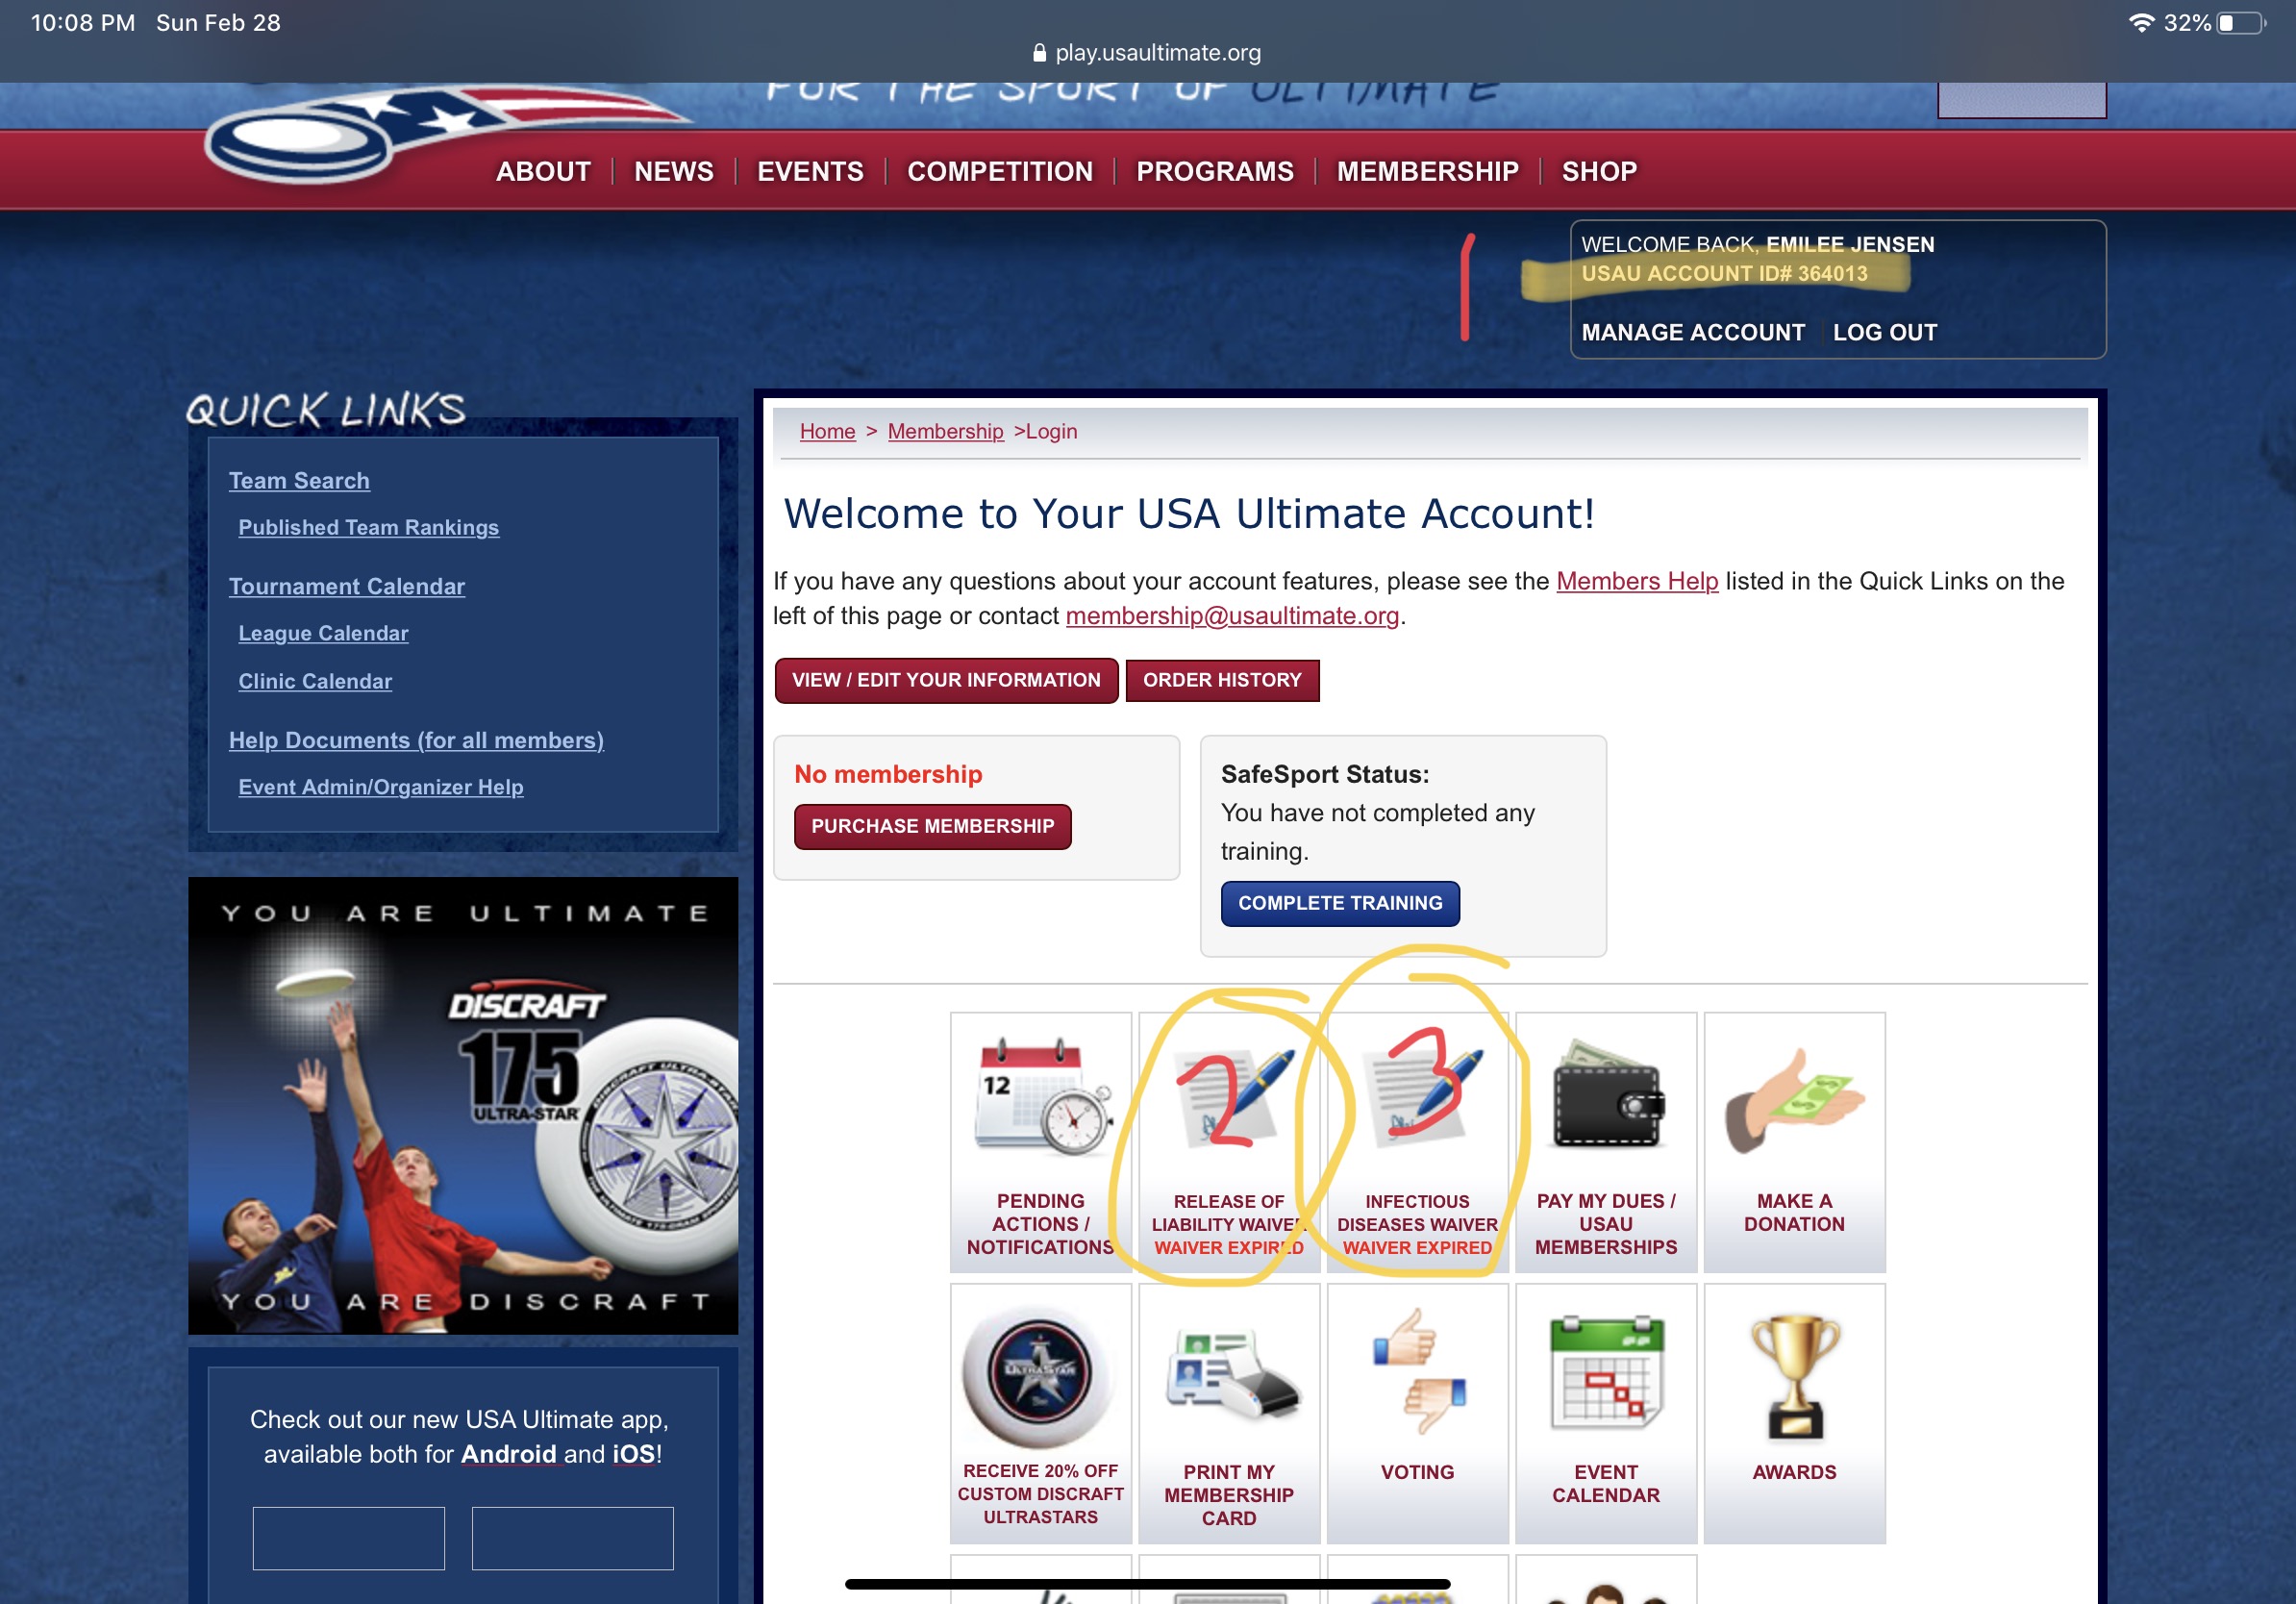 10:08 PM Sun Feb 28
32%
play.usaultimate.org
FOR THE SPORT OF ULTIMATE
ABOUT NEWS EVENTS COMPETITION PROGRAMS MEMBERSHIP SHOP
1
WELCOME BACK, EMILEE JENSEN
USAU ACCOUNT ID# 364013
MANAGE ACCOUNT LOG OUT
QUICK LINKS
Team Search
Published Team Rankings
Tournament Calendar
League Calendar
Clinic Calendar
Help Documents (for all members)
Event Admin/Organizer Help
YOU ARE ULTIMATE
DISCRAFT
175
ULTRA-STAR
YOU ARE DISCRAFT
Check out our new USA Ultimate app,
available both for Android and iOS!
Home > Membership >Login
Welcome to Your USA Ultimate Account!
If you have any questions about your account features, please see the Members Help listed in the Quick Links on the
left of this page or contact membership@usaultimate.org.
VIEW / EDIT YOUR INFORMATION ORDER HISTORY
No membership
PURCHASE MEMBERSHIP
SafeSport Status:
You have not completed any
training.
COMPLETE TRAINING
12
PENDING
ACTIONS /
NOTIFICATIONS
2
RELEASE OF
LIABILITY WAIVER
WAIVER EXPIRED
3
INFECTIOUS
DISEASES WAIVER
WAIVER EXPIRED
PAY MY DUES /
USAU
MEMBERSHIPS
MAKE A
DONATION
ULTRASTAR
RECEIVE 20% OFF
CUSTOM DISCRAFT
ULTRASTARS
PRINT MY
MEMBERSHIP
CARD
VOTING
EVENT
CALENDAR
AWARDS